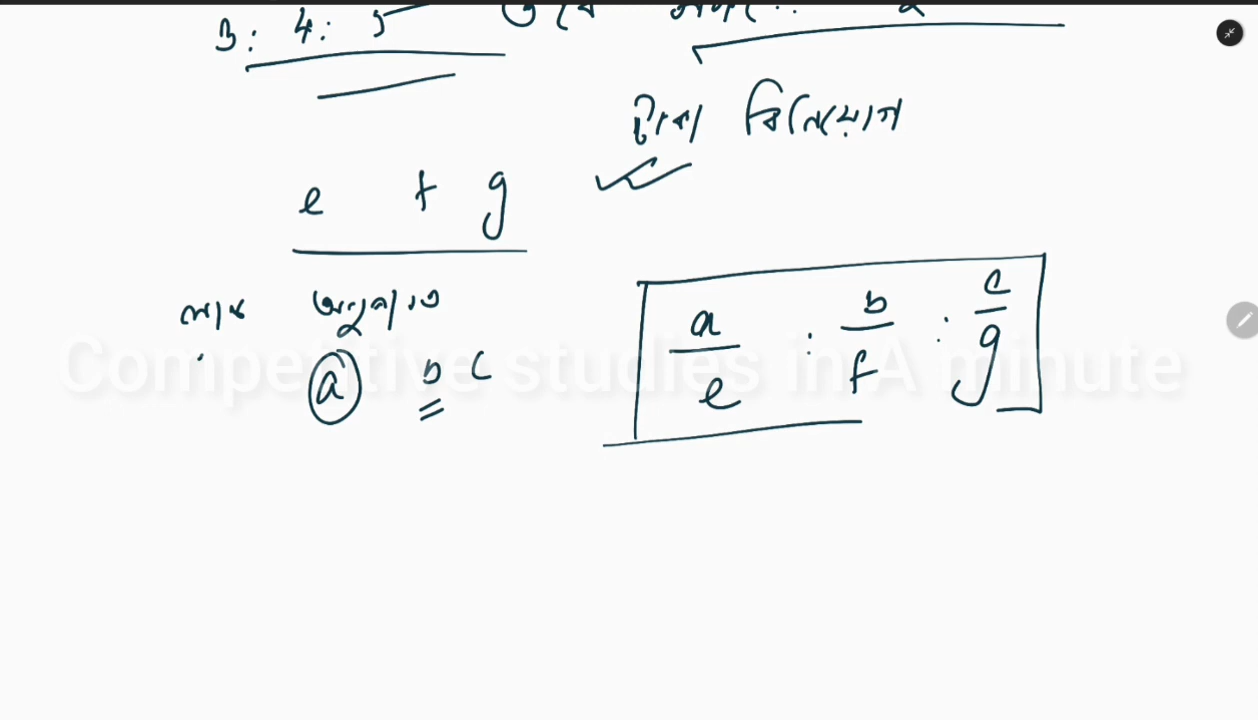 3: 4: 5
টাকা বিনিয়োগ
e f g
লাভ অনুপাত
a b c
a/e : b/f : c/g
Competitive studies in A minute